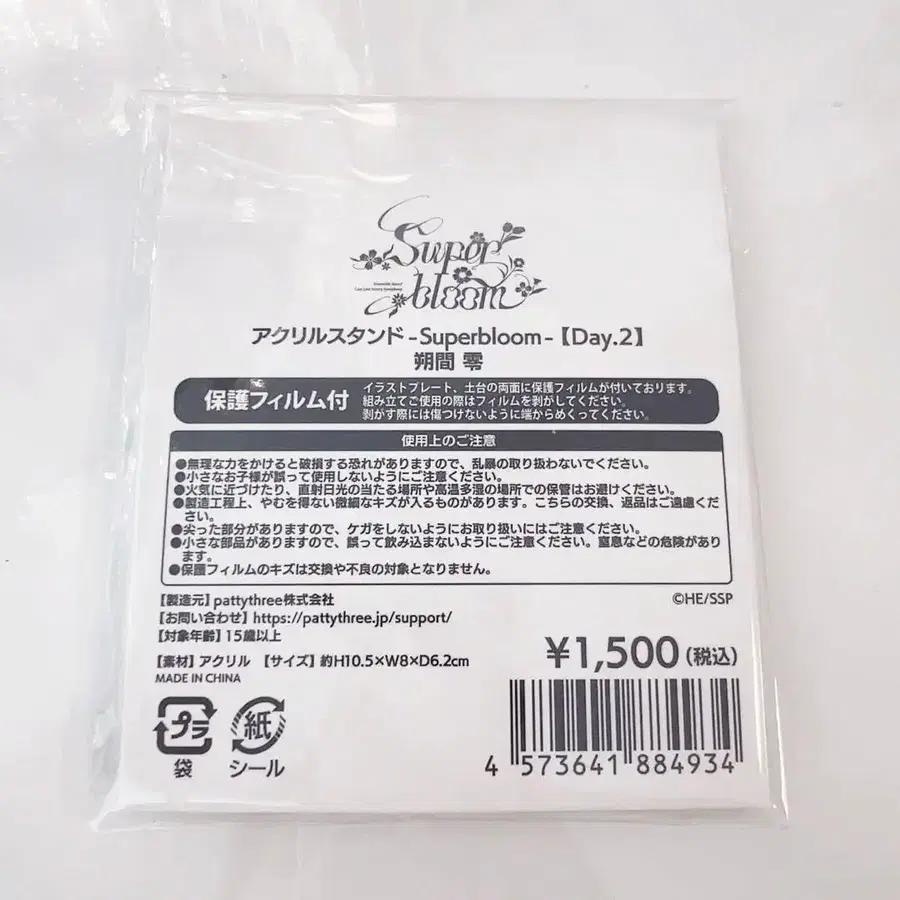 Super
bloom
アクリルスタンド -Superbloom-【Day.2】
朔間 零
保護フィルム付
イラストプレート、土台の両面に保護フィルムが付いております。
組み立てご使用の際はフィルムを剥がしてください。
剥がす際には傷つけないように端からめくってください。
使用上のご注意
●無理な力をかけると破損する恐れがありますので、乱暴の取り扱わないでください。
●小さなお子様が誤って使用しないようにご注意ください。
●火気に近づけたり、直射日光の当たる場所や高温多湿の場所での保管はお避けください。
●製造工程上、やむを得ない微細なキズが入るものがあります。こちらの交換、返品はご遠慮くだ
さい。
●尖った部分がありますので、ケガをしないようにお取り扱いにはご注意ください。
●小さな部品がありますので、誤って飲み込まないようにご注意ください。窒息などの危険があり
ます。
●保護フィルムのキズは交換や不良の対象となりません。
【製造元】pattythree株式会社
©HE/SSP
【お問い合わせ】https://pattythree.jp/support/
【対象年齢】15歳以上
【素材】アクリル 【サイズ】約H10.5×W8×D6.2cm
MADE IN CHINA
¥1,500(税込)
プラ
袋
紙
シール
4 573641 884934